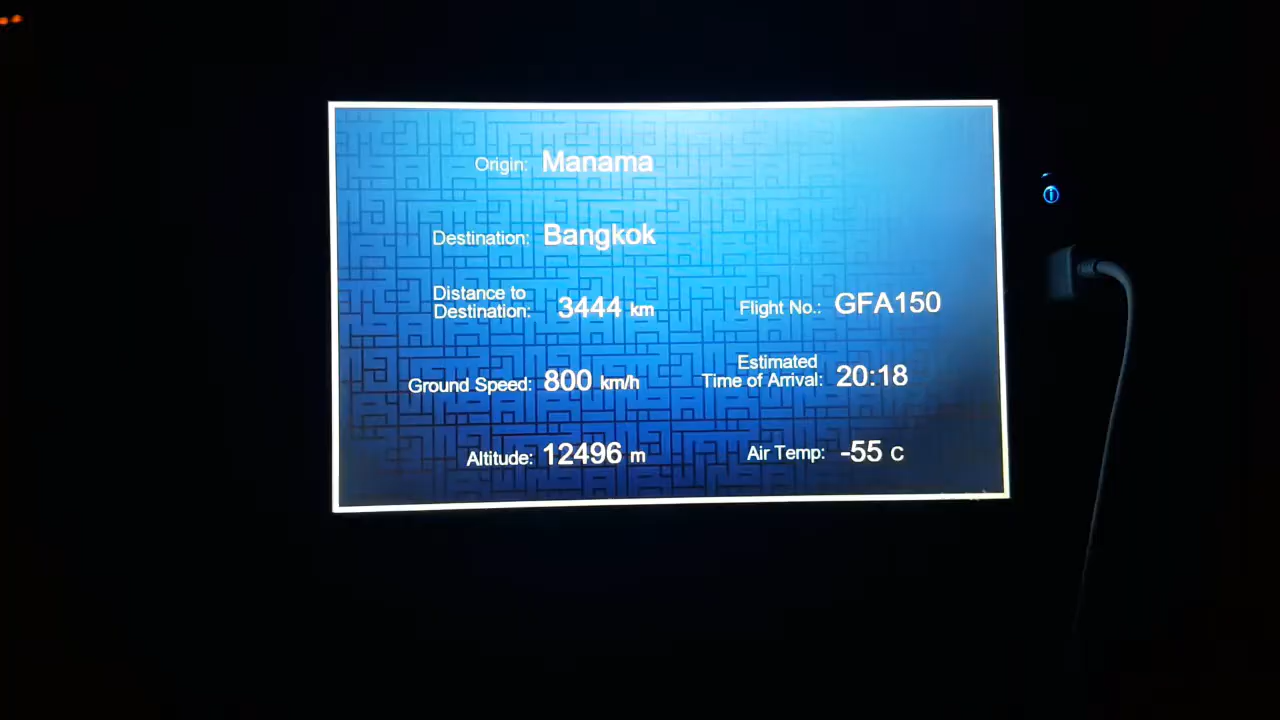 Origin: Manama
Destination: Bangkok
Distance to
Destination: 3444 km
Flight No.: GFA150
Ground Speed: 800 km/h
Estimated
Time of Arrival: 20:18
Altitude: 12496 m
Air Temp: -55 C